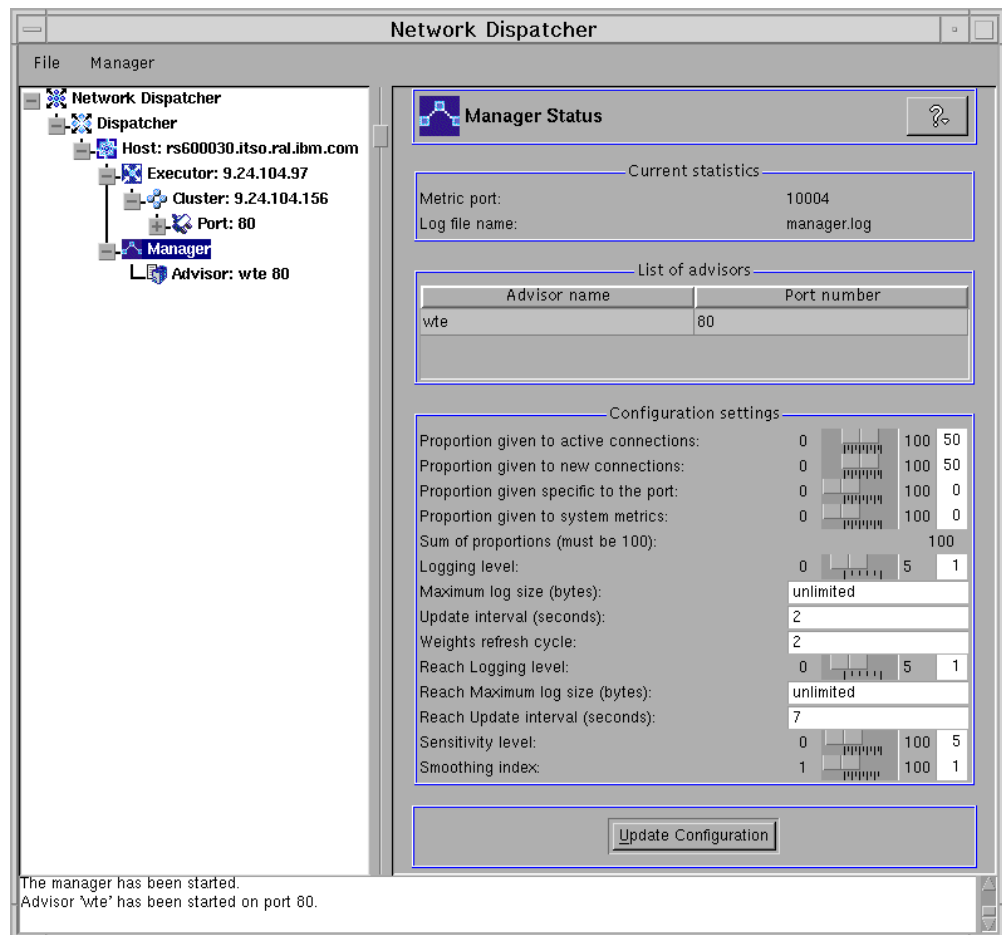 Network Dispatcher
File Manager
Network Dispatcher
Dispatcher
Host: rs600030.itso.ral.ibm.com
Executor: 9.24.104.97
Cluster: 9.24.104.156
Port: 80
Manager
Advisor: wte 80
Manager Status
?
Current statistics
Metric port: 10004
Log file name: manager.log
List of advisors
Advisor name Port number
wte 80
Configuration settings
Proportion given to active connections: 0 100 50
Proportion given to new connections: 0 100 50
Proportion given specific to the port: 0 100 0
Proportion given to system metrics: 0 100 0
Sum of proportions (must be 100): 100
Logging level: 0 5 1
Maximum log size (bytes): unlimited
Update interval (seconds): 2
Weights refresh cycle: 2
Reach Logging level: 0 5 1
Reach Maximum log size (bytes): unlimited
Reach Update interval (seconds): 7
Sensitivity level: 0 100 5
Smoothing index: 1 100 1
Update Configuration
The manager has been started.
Advisor 'wte' has been started on port 80.